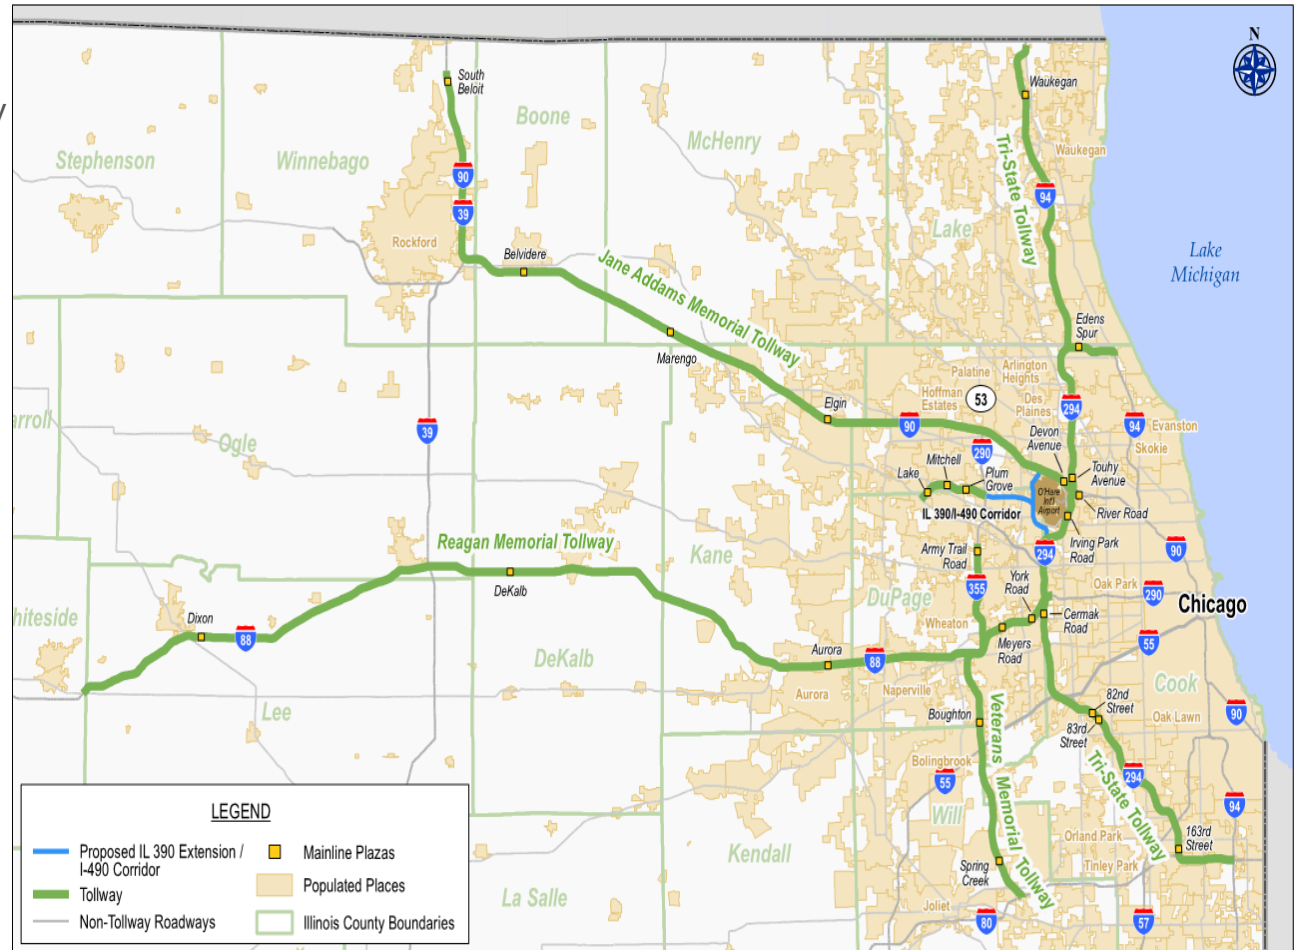 N
South
Beloit
Waukegan
Boone
McHenry
Stephenson
Winnebago
Waukegan
90
94
Tri-State Tollway
39
Lake
Rockford
Belvidere
Jane Addams Memorial Tollway
Lake
Michigan
Edens
Spur
Marengo
Palatine
Arlington
Heights
Hoffman
Estates
53
Des
Plaines
294
Elgin
90
94
Evanston
Skokie
39
arroll
Ogle
Devon
Avenue
290
Mitchell
Lake
Plum
Grove
Touhy
Avenue
O'Hare
Int'l
Airport
River Road
IL 390/I-490 Corridor
Irving Park
Road
Reagan Memorial Tollway
Kane
Army Trail
Road
294
90
York
Road
Oak Park
355
290
Chicago
DeKalb
DuPage
hiteside
Dixon
Wheaton
Cermak
Road
88
Meyers
Road
55
DeKalb
Aurora
88
Cook
Aurora
Naperville
82nd
Street
Lee
Boughton
Veterans Memorial Tollway
83rd
Street
Oak Lawn
90
Bolingbrook
55
294
Tri-State Tollway
94
Will
Kendall
Orland Park
163rd
Street
Tinley Park
Spring
Creek
La Salle
Joliet
80
57
LEGEND
Proposed IL 390 Extension /
I-490 Corridor
Tollway
Non-Tollway Roadways
Mainline Plazas
Populated Places
Illinois County Boundaries